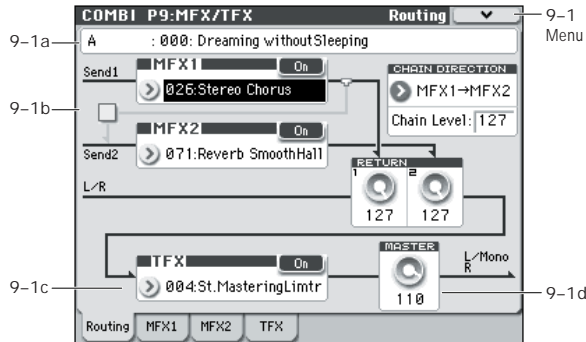 COMBI P9:MFX/TFX Routing
9–1 Menu
9–1a
A : 000: Dreaming withoutSleeping
Send1
MFX1 On
026:Stereo Chorus
CHAIN DIRECTION
MFX1→MFX2
Chain Level: 127
9–1b
MFX2 On
Send2
071:Reverb SmoothHall
RETURN
1 2
127 127
L/R
TFX On
004:St.MasteringLimtr
MASTER
110
L/Mono
R
9–1c
9–1d
Routing MFX1 MFX2 TFX